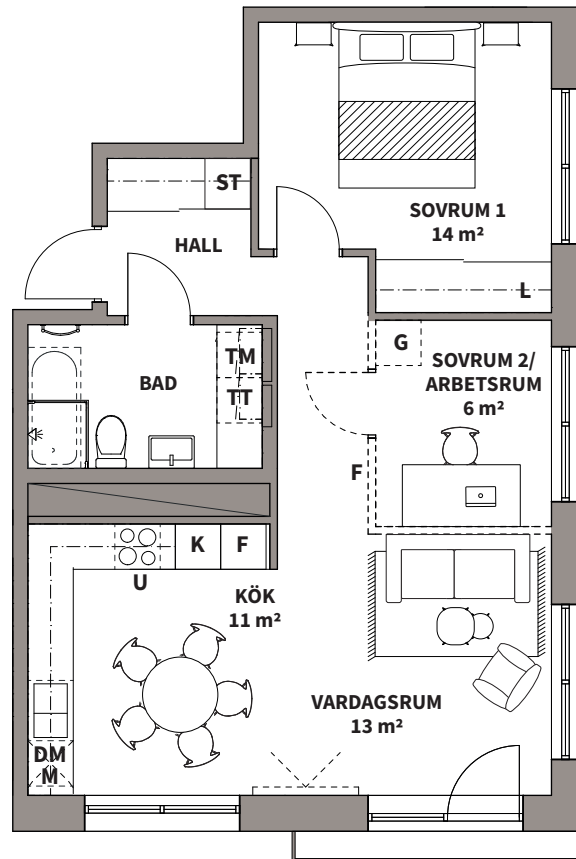 ST
SOVRUM 1
14 m²
HALL
L
TM
G
SOVRUM 2/
ARBETSRUM
6 m²
BAD
TT
F
K
F
U
KÖK
11 m²
VARDAGSRUM
13 m²
DM
M